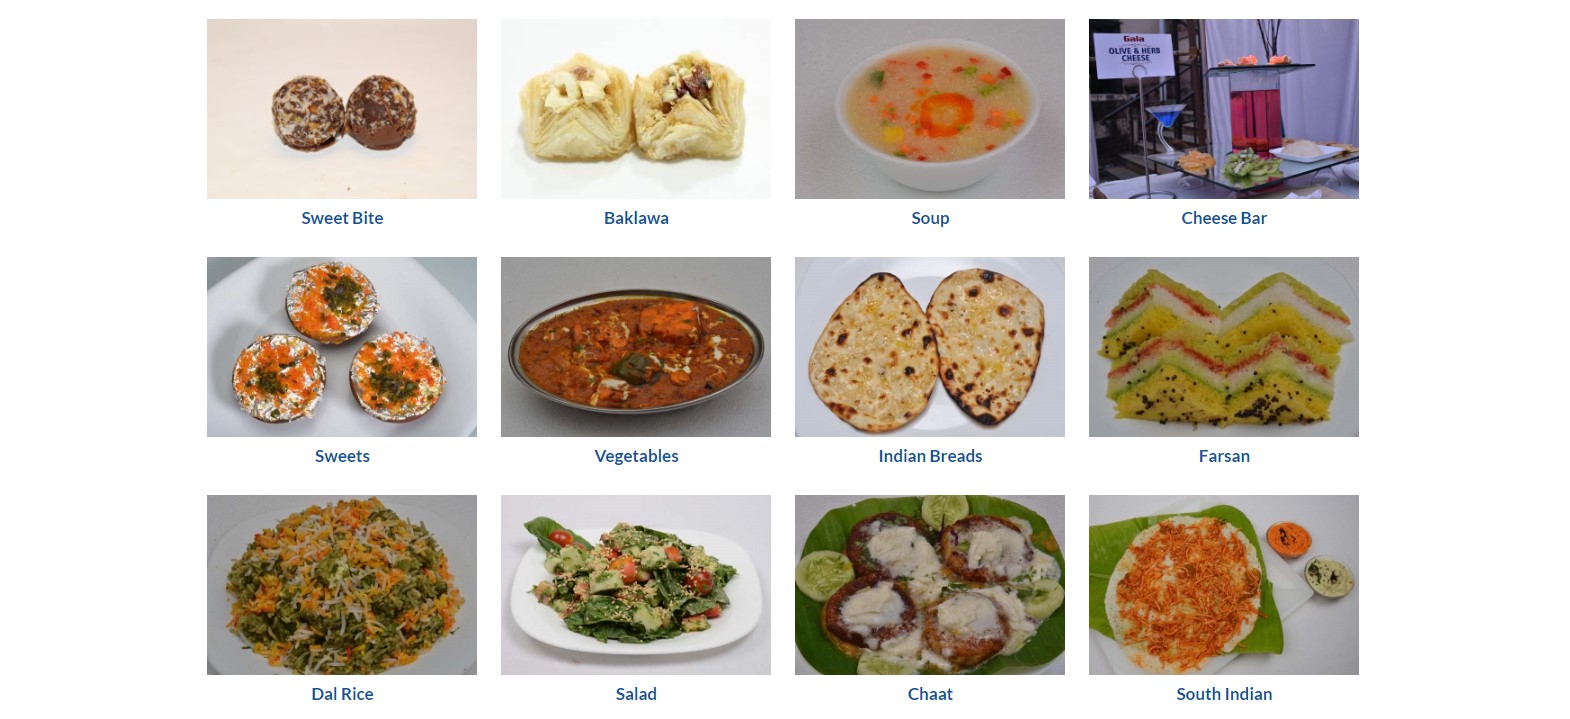 Gala
OLIVE & HERB
CHEESE
Sweet Bite
Baklawa
Soup
Cheese Bar
Sweets
Vegetables
Indian Breads
Farsan
Dal Rice
Salad
Chaat
South Indian